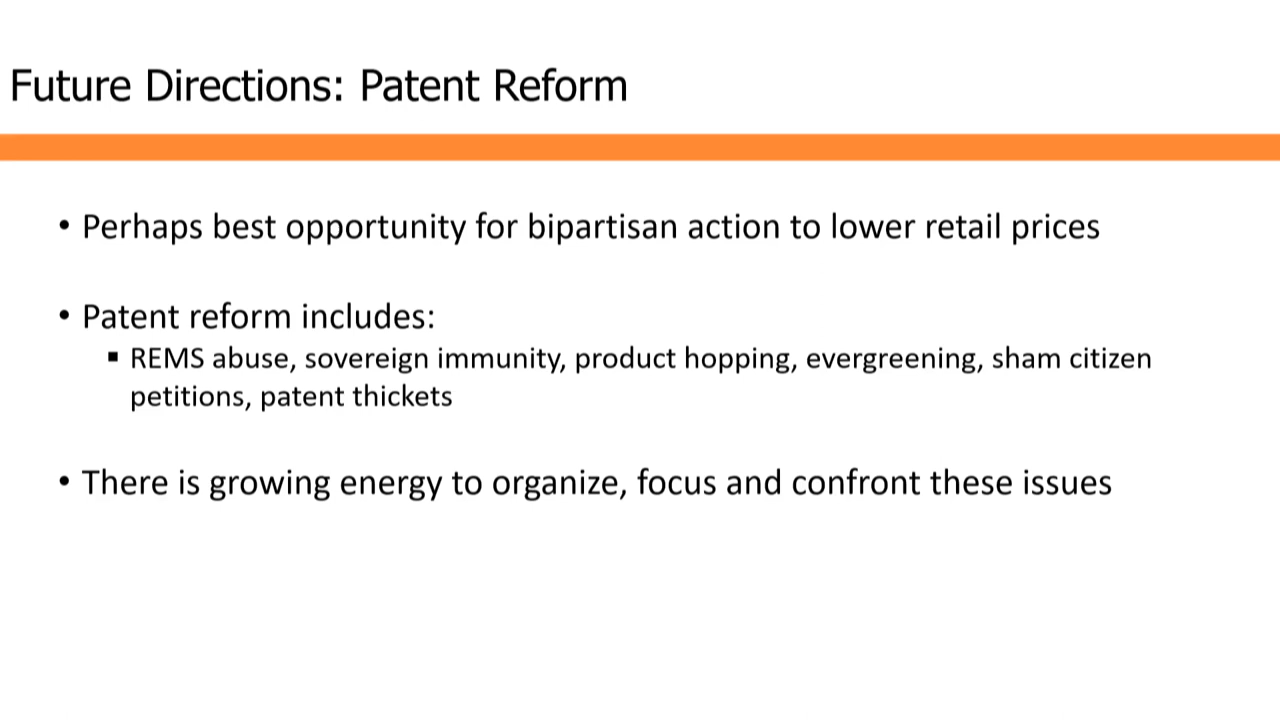 Future Directions: Patent Reform
• Perhaps best opportunity for bipartisan action to lower retail prices
• Patent reform includes:
▪ REMS abuse, sovereign immunity, product hopping, evergreening, sham citizen
petitions, patent thickets
• There is growing energy to organize, focus and confront these issues